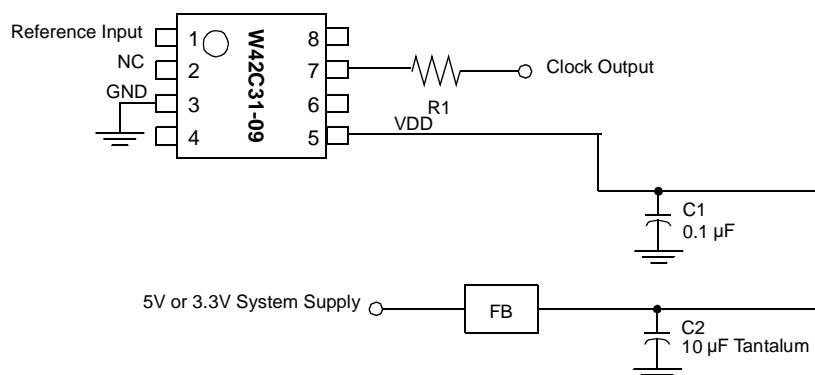 Reference Input
1
8
NC
2
7
Clock Output
GND
3
6
R1
4
5
VDD
W42C31-09
C1
0.1 µF
5V or 3.3V System Supply
FB
C2
10 µF Tantalum